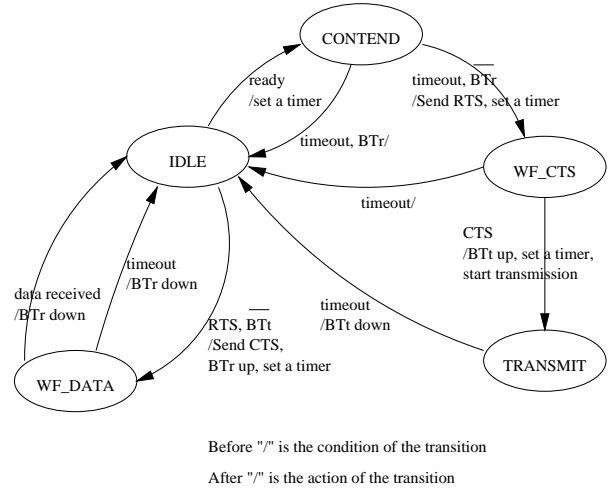 CONTEND
ready
/set a timer
timeout, B̅T̅r̅
/Send RTS, set a timer
timeout, BTr/
IDLE
WF_CTS
timeout/
CTS
/BTt up, set a timer,
start transmission
timeout
/BTr down
data received
/BTr down
RTS, B̅T̅t̅
/Send CTS,
BTr up, set a timer
timeout
/BTt down
WF_DATA
TRANSMIT
Before "/" is the condition of the transition
After "/" is the action of the transition